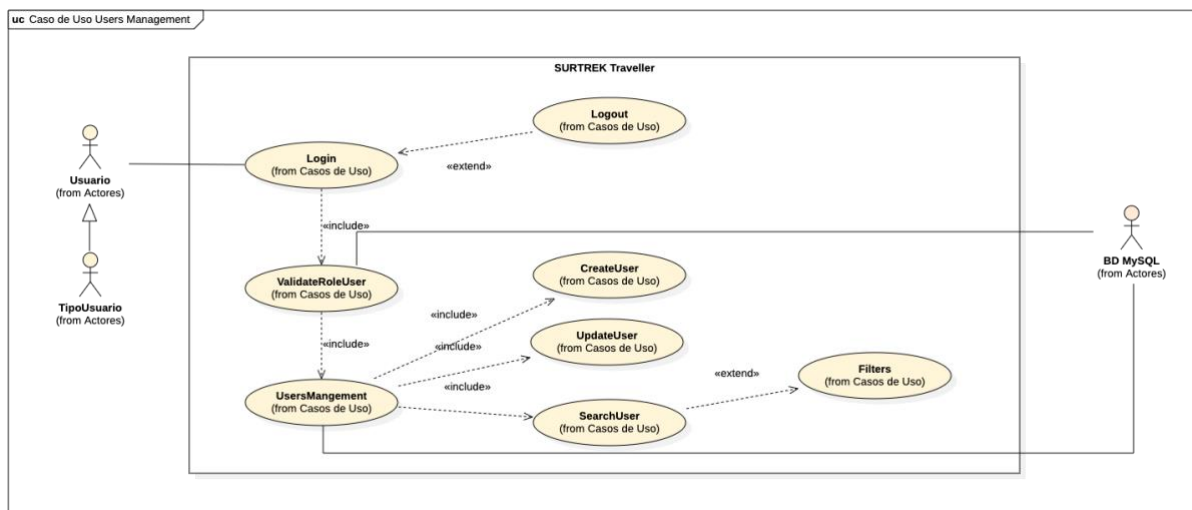 uc Caso de Uso Users Management
SURTREK Traveller
Logout
(from Casos de Uso)
Login
(from Casos de Uso)
«extend»
Usuario
(from Actores)
«include»
BD MySQL
(from Actores)
CreateUser
(from Casos de Uso)
ValidateRoleUser
(from Casos de Uso)
TipoUsuario
(from Actores)
«include»
UpdateUser
(from Casos de Uso)
«include»
«include»
Filters
(from Casos de Uso)
«extend»
«include»
UsersMangement
(from Casos de Uso)
SearchUser
(from Casos de Uso)